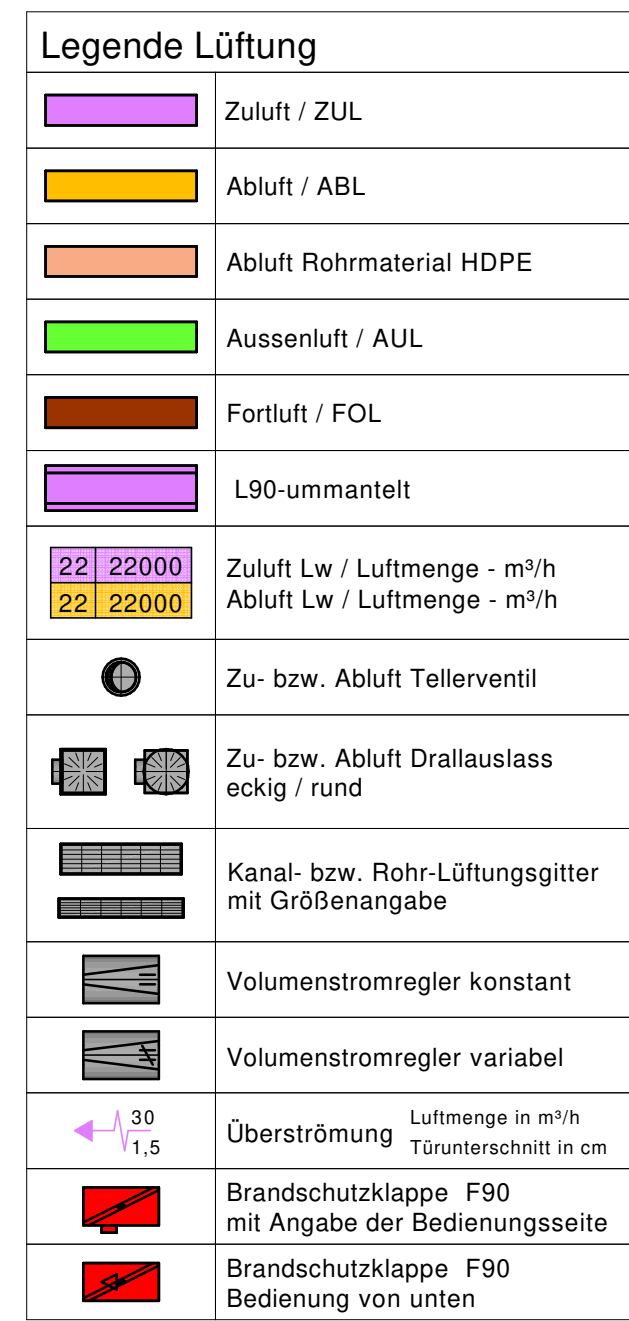 Legende Lüftung
Zuluft / ZUL
Abluft / ABL
Abluft Rohrmaterial HDPE
Aussenluft / AUL
Fortluft / FOL
L90-ummantelt
22 22000
22 22000
Zuluft Lw / Luftmenge - m³/h
Abluft Lw / Luftmenge - m³/h
Zu- bzw. Abluft Tellerventil
Zu- bzw. Abluft Drallauslass
eckig / rund
Kanal- bzw. Rohr-Lüftungsgitter
mit Größenangabe
Volumenstromregler konstant
Volumenstromregler variabel
30
1,5
Überströmung
Luftmenge in m³/h
Türunterschnitt in cm
Brandschutzklappe F90
mit Angabe der Bedienungsseite
Brandschutzklappe F90
Bedienung von unten